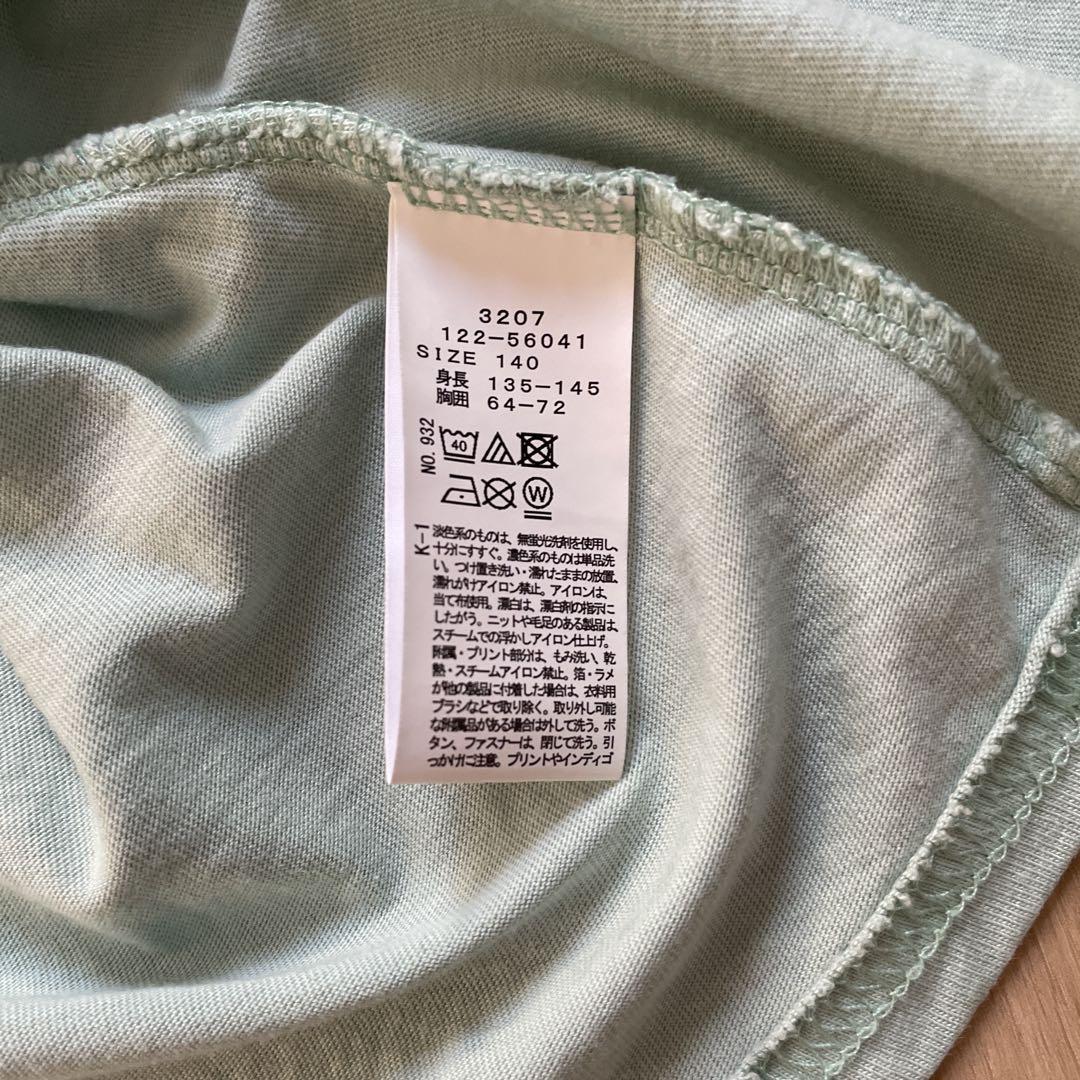 3207
122-56041
SIZE 140
身長 135-145
胸囲 64-72
NO. 932
40
W
K-1
淡色系のものは、無蛍光洗剤を使用し、
十分にすすぐ。濃色系のものは単品洗
い。つけ置き洗い・濡れたままの放置、
濡れがけアイロン禁止。アイロンは、
当て布使用。漂白は、漂白剤の指示に
したがう。ニットや毛足のある製品は、
スチームでの浮かしアイロン仕上げ。
附属・プリント部分は、もみ洗い、乾
熱・スチームアイロン禁止。箔・ラメ
が他の製品に付着した場合は、衣料用
ブラシなどで取り除く。取り外し可能
な附属品がある場合は外して洗う。ボ
タン、ファスナーは、閉じて洗う。引
っかけに注意。プリントやインディゴ